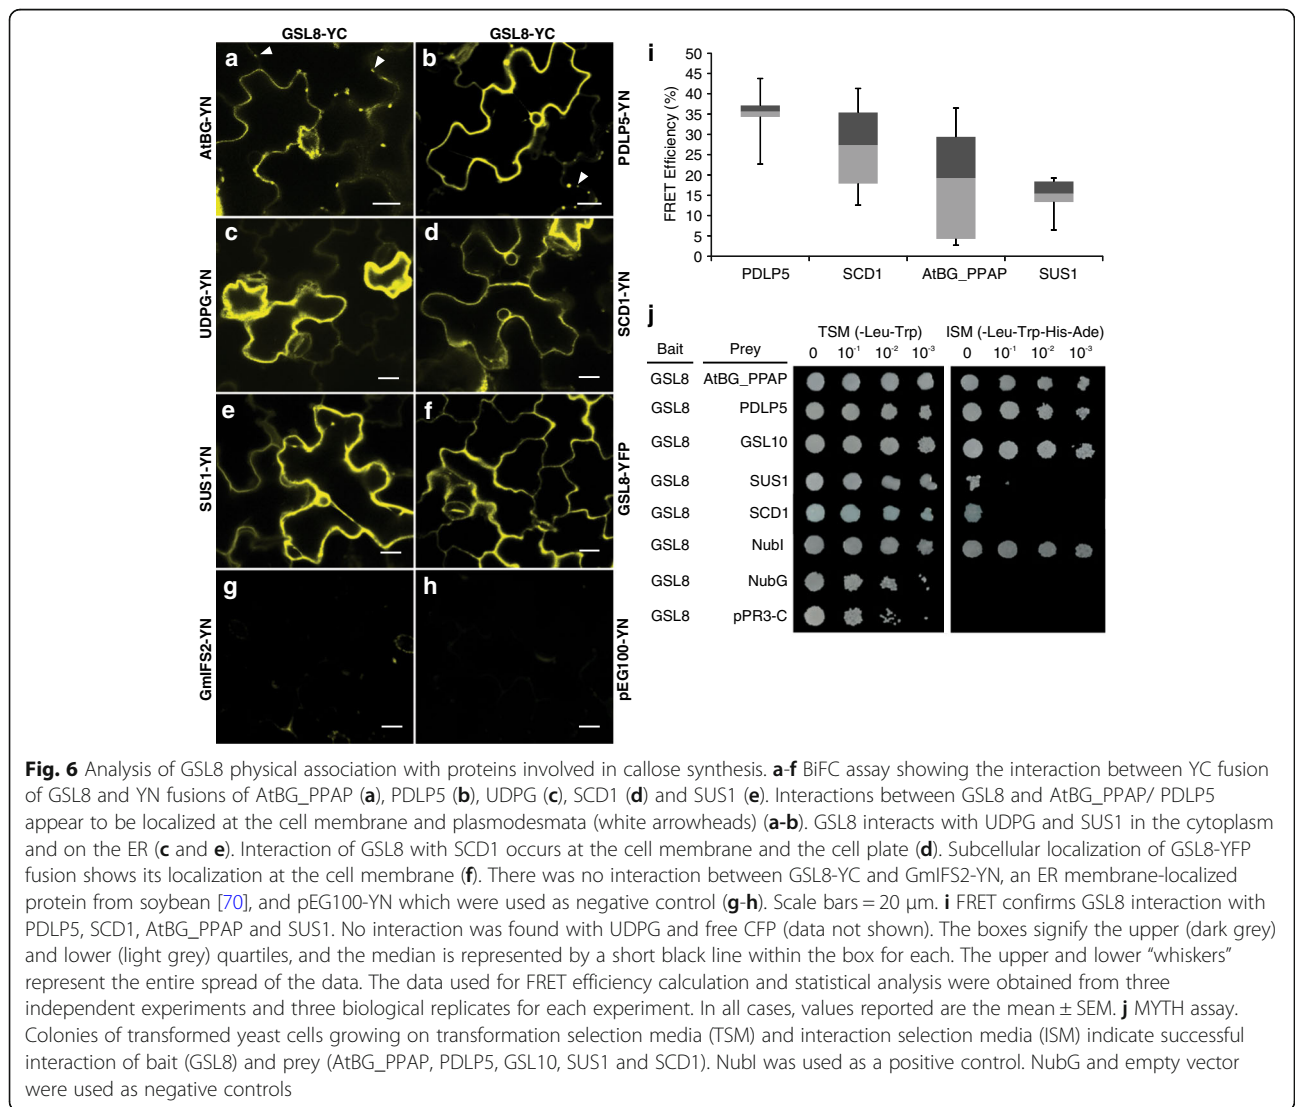 GSL8-YC GSL8-YC
a b
AtBG-YN PDLP5-YN
c d
UDPG-YN SCD1-YN
e f
SUS1-YN GSL8-YFP
g h
GmIFS2-YN pEG100-YN
i
FRET Efficiency (%)
50
45
40
35
30
25
20
15
10
5
0
PDLP5 SCD1 AtBG_PPAP SUS1
j
TSM (-Leu-Trp) ISM (-Leu-Trp-His-Ade)
Bait Prey 0 10⁻¹ 10⁻² 10⁻³ 0 10⁻¹ 10⁻² 10⁻³
GSL8 AtBG_PPAP
GSL8 PDLP5
GSL8 GSL10
GSL8 SUS1
GSL8 SCD1
GSL8 NubI
GSL8 NubG
GSL8 pPR3-C
Fig. 6 Analysis of GSL8 physical association with proteins involved in callose synthesis. a-f BiFC assay showing the interaction between YC fusion
of GSL8 and YN fusions of AtBG_PPAP (a), PDLP5 (b), UDPG (c), SCD1 (d) and SUS1 (e). Interactions between GSL8 and AtBG_PPAP/ PDLP5
appear to be localized at the cell membrane and plasmodesmata (white arrowheads) (a-b). GSL8 interacts with UDPG and SUS1 in the cytoplasm
and on the ER (c and e). Interaction of GSL8 with SCD1 occurs at the cell membrane and the cell plate (d). Subcellular localization of GSL8-YFP
fusion shows its localization at the cell membrane (f). There was no interaction between GSL8-YC and GmIFS2-YN, an ER membrane-localized
protein from soybean [70], and pEG100-YN which were used as negative control (g-h). Scale bars = 20 μm. i FRET confirms GSL8 interaction with
PDLP5, SCD1, AtBG_PPAP and SUS1. No interaction was found with UDPG and free CFP (data not shown). The boxes signify the upper (dark grey)
and lower (light grey) quartiles, and the median is represented by a short black line within the box for each. The upper and lower “whiskers”
represent the entire spread of the data. The data used for FRET efficiency calculation and statistical analysis were obtained from three
independent experiments and three biological replicates for each experiment. In all cases, values reported are the mean ± SEM. j MYTH assay.
Colonies of transformed yeast cells growing on transformation selection media (TSM) and interaction selection media (ISM) indicate successful
interaction of bait (GSL8) and prey (AtBG_PPAP, PDLP5, GSL10, SUS1 and SCD1). NubI was used as a positive control. NubG and empty vector
were used as negative controls